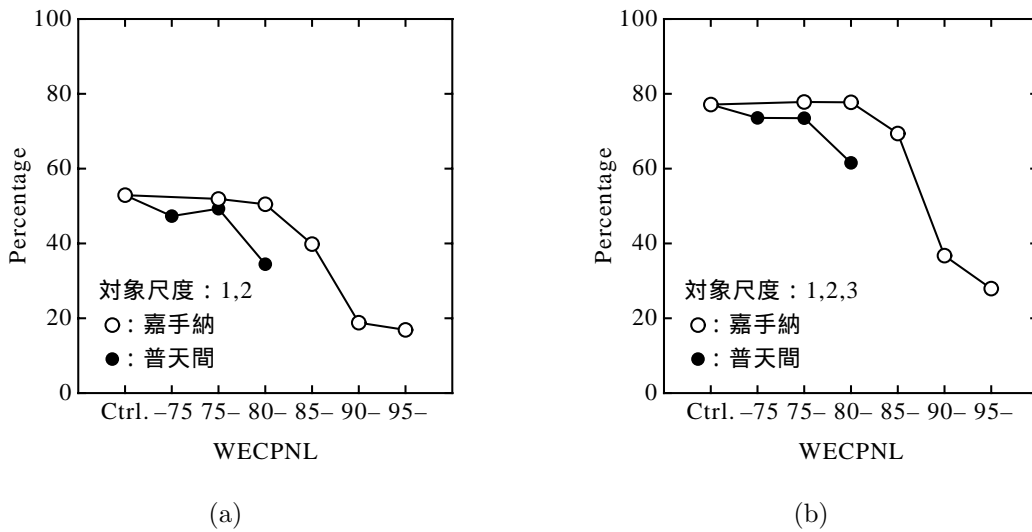 100
80
60
40
20
0
Percentage
対象尺度：1,2
：嘉手納
：普天間
Ctrl. –75 75– 80– 85– 90– 95–
WECPNL
(a)
100
80
60
40
20
0
Percentage
対象尺度：1,2,3
：嘉手納
：普天間
Ctrl. –75 75– 80– 85– 90– 95–
WECPNL
(b)